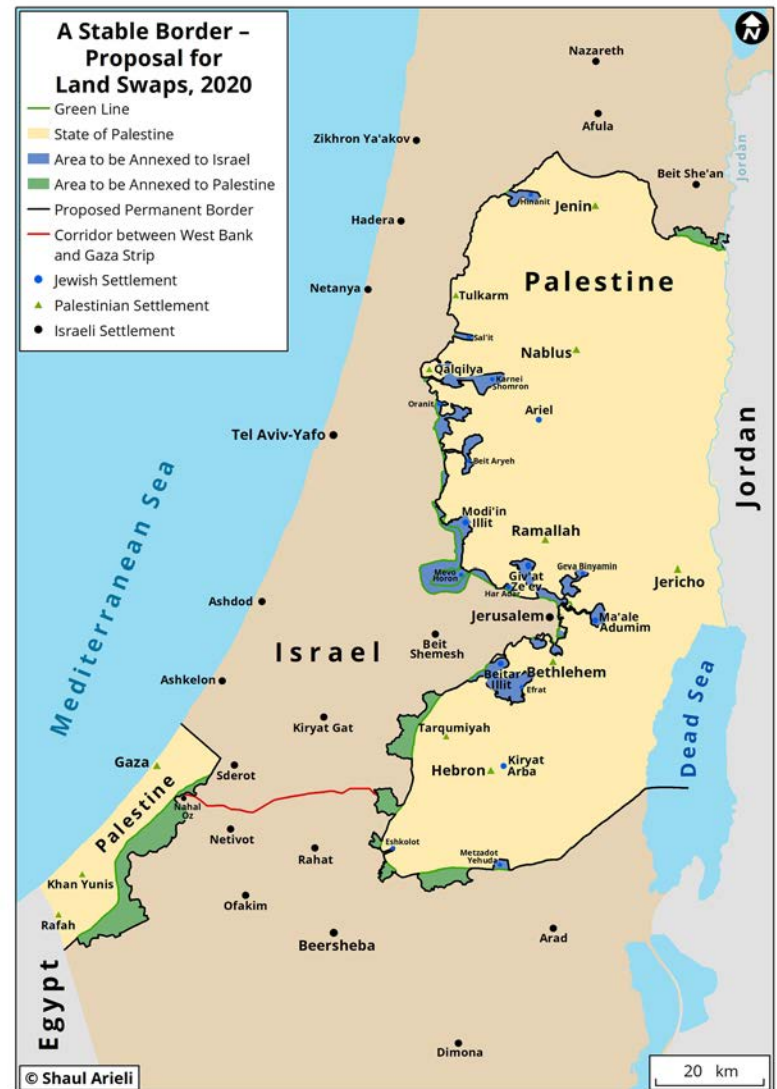 A Stable Border –
Proposal for
Land Swaps, 2020
Green Line
State of Palestine
Area to be Annexed to Israel
Area to be Annexed to Palestine
Proposed Permanent Border
Corridor between West Bank
and Gaza Strip
Jewish Settlement
Palestinian Settlement
Israeli Settlement
N
Nazareth
Afula
Zikhron Ya'akov
Jordan
Beit She'an
Hinanit
Jenin
Hadera
Palestine
Netanya
Tulkarm
Sal'it
Nablus
Qalqilya
Karnei
Shomron
Oranit
Ariel
Tel Aviv-Yafo
Beit Aryeh
Jordan
Mediterranean Sea
Modi'in
Illit
Ramallah
Mevo
Horon
Giv'at
Ze'ev
Geva Binyamin
Jericho
Har Adar
Ashdod
Jerusalem
Ma'ale
Adumim
Israel
Beit
Shemesh
Beitar
Illit
Bethlehem
Efrat
Ashkelon
Dead Sea
Kiryat Gat
Tarqumiyah
Gaza
Sderot
Hebron
Kiryat
Arba
Palestine
Nahal
Oz
Netivot
Rahat
Eshkolot
Metzadot
Yehuda
Khan Yunis
Ofakim
Rafah
Beersheba
Arad
Egypt
Dimona
© Shaul Arieli
20 km